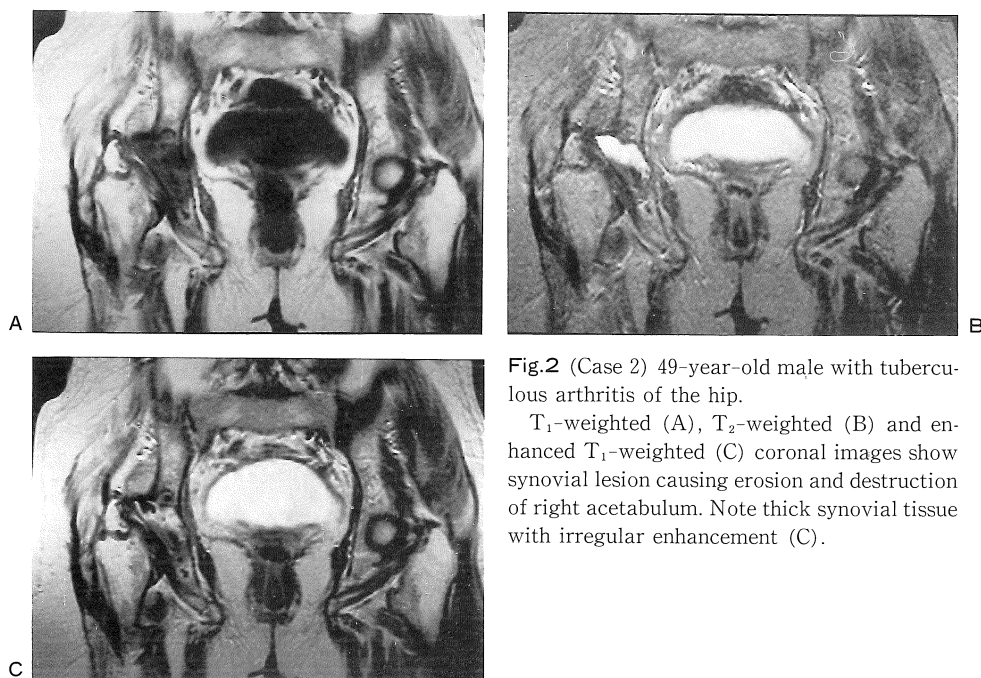 A
B
C
Fig.2 (Case 2) 49-year-old male with tubercu-
lous arthritis of the hip.
T₁-weighted (A), T₂-weighted (B) and en-
hanced T₁-weighted (C) coronal images show
synovial lesion causing erosion and destruction
of right acetabulum. Note thick synovial tissue
with irregular enhancement (C).